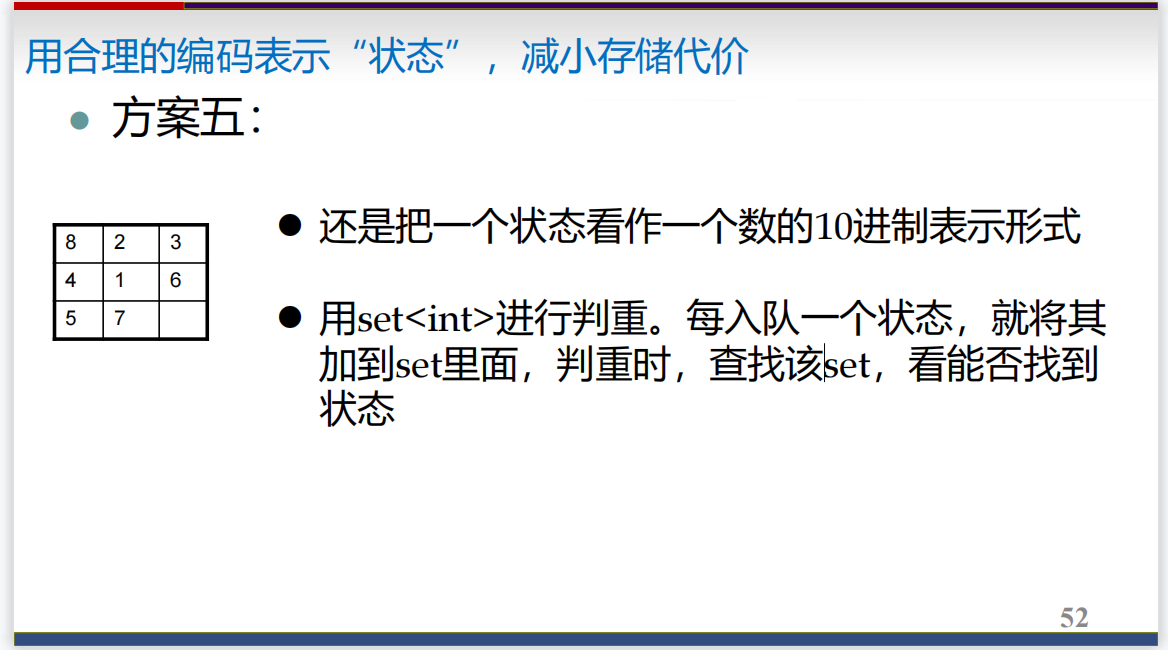 用合理的编码表示“状态”，减小存储代价
方案五：
8 2 3
4 1 6
5 7
还是把一个状态看作一个数的10进制表示形式
用set<int>进行判重。每入队一个状态，就将其
加到set里面，判重时，查找该set，看能否找到
状态
52